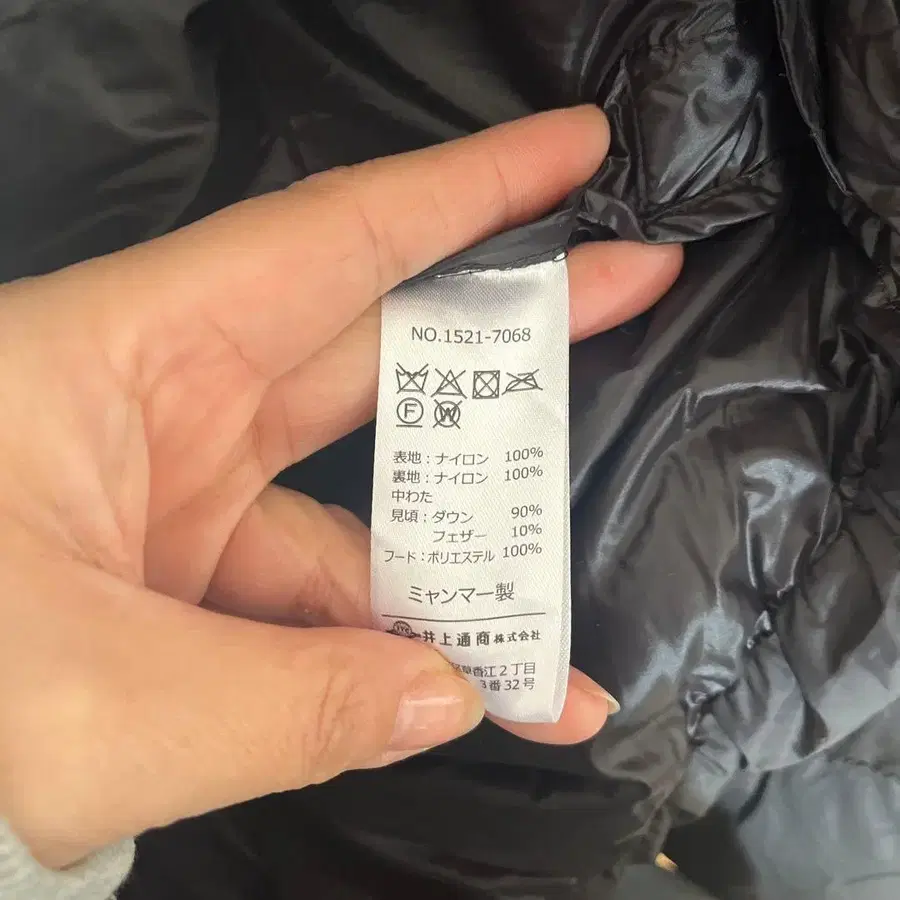 NO.1521-7068
F W
表地：ナイロン 100%
裏地：ナイロン 100%
中わた
見頃：ダウン 90%
フェザー 10%
フード：ポリエステル 100%
ミャンマー製
井上通商株式会社
草香江2丁目
3番32号